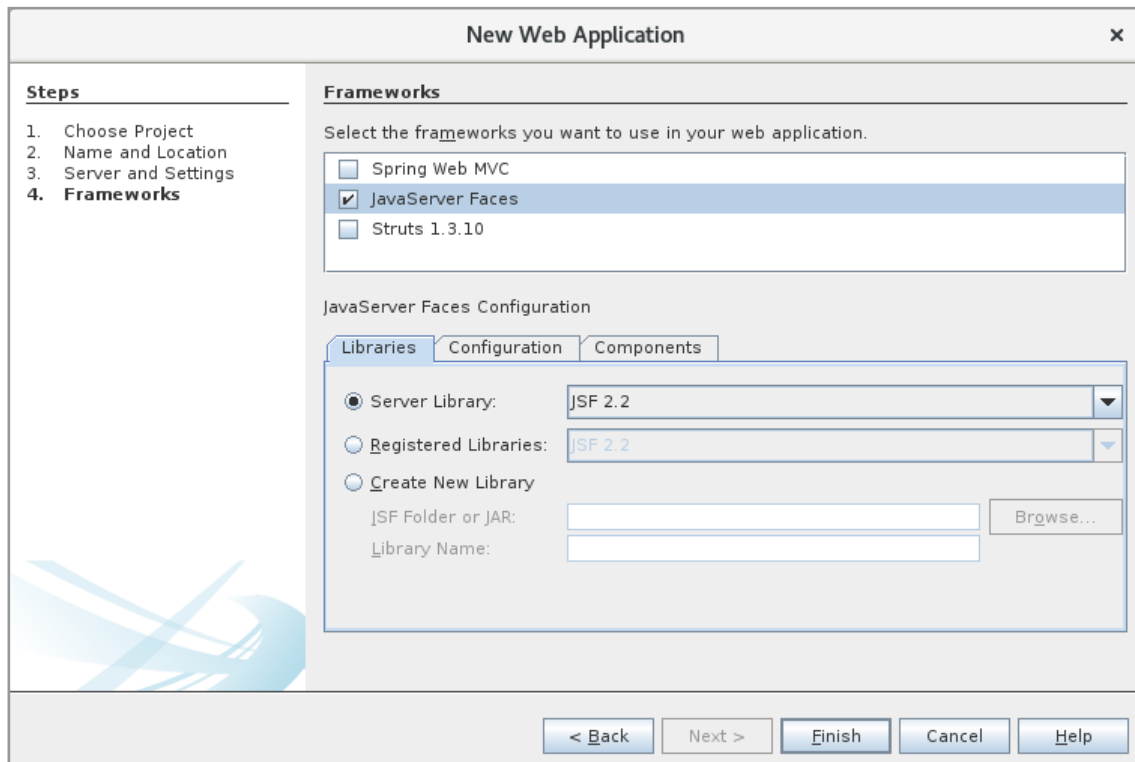 New Web Application
Steps
1. Choose Project
2. Name and Location
3. Server and Settings
4. Frameworks
Frameworks
Select the frameworks you want to use in your web application.
Spring Web MVC
JavaServer Faces
Struts 1.3.10
JavaServer Faces Configuration
Libraries Configuration Components
Server Library: JSF 2.2
Registered Libraries: JSF 2.2
Create New Library
JSF Folder or JAR: Browse...
Library Name:
< Back Next > Finish Cancel Help